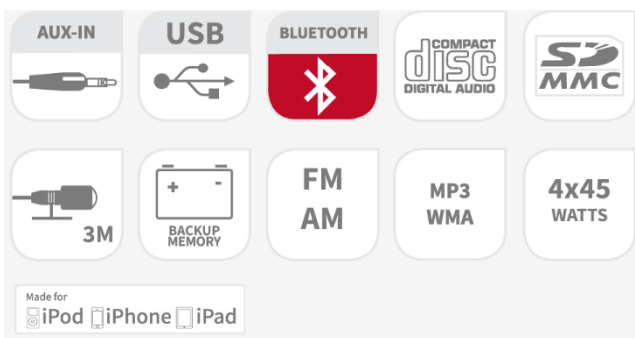 AUX-IN
USB
BLUETOOTH
COMPACT
disc
DIGITAL AUDIO
SD
MMC
3M
+ -
BACKUP
MEMORY
FM
AM
MP3
WMA
4x45
WATTS
Made for
iPod iPhone iPad